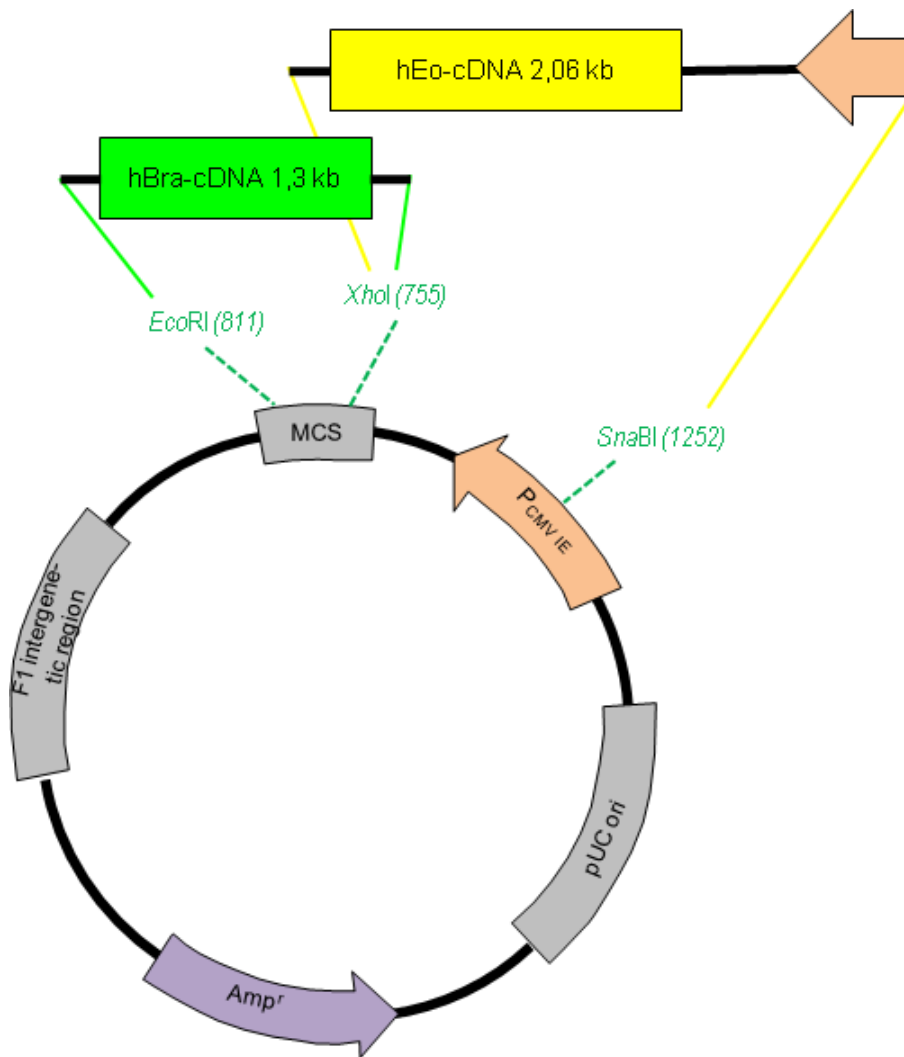 hEo-cDNA 2,06 kb
hBra-cDNA 1,3 kb
XhoI (755)
EcoRI (811)
SnaBI (1252)
MCS
P CMV IE
F1 intergene-
tic region
pUC ori
Ampʳ